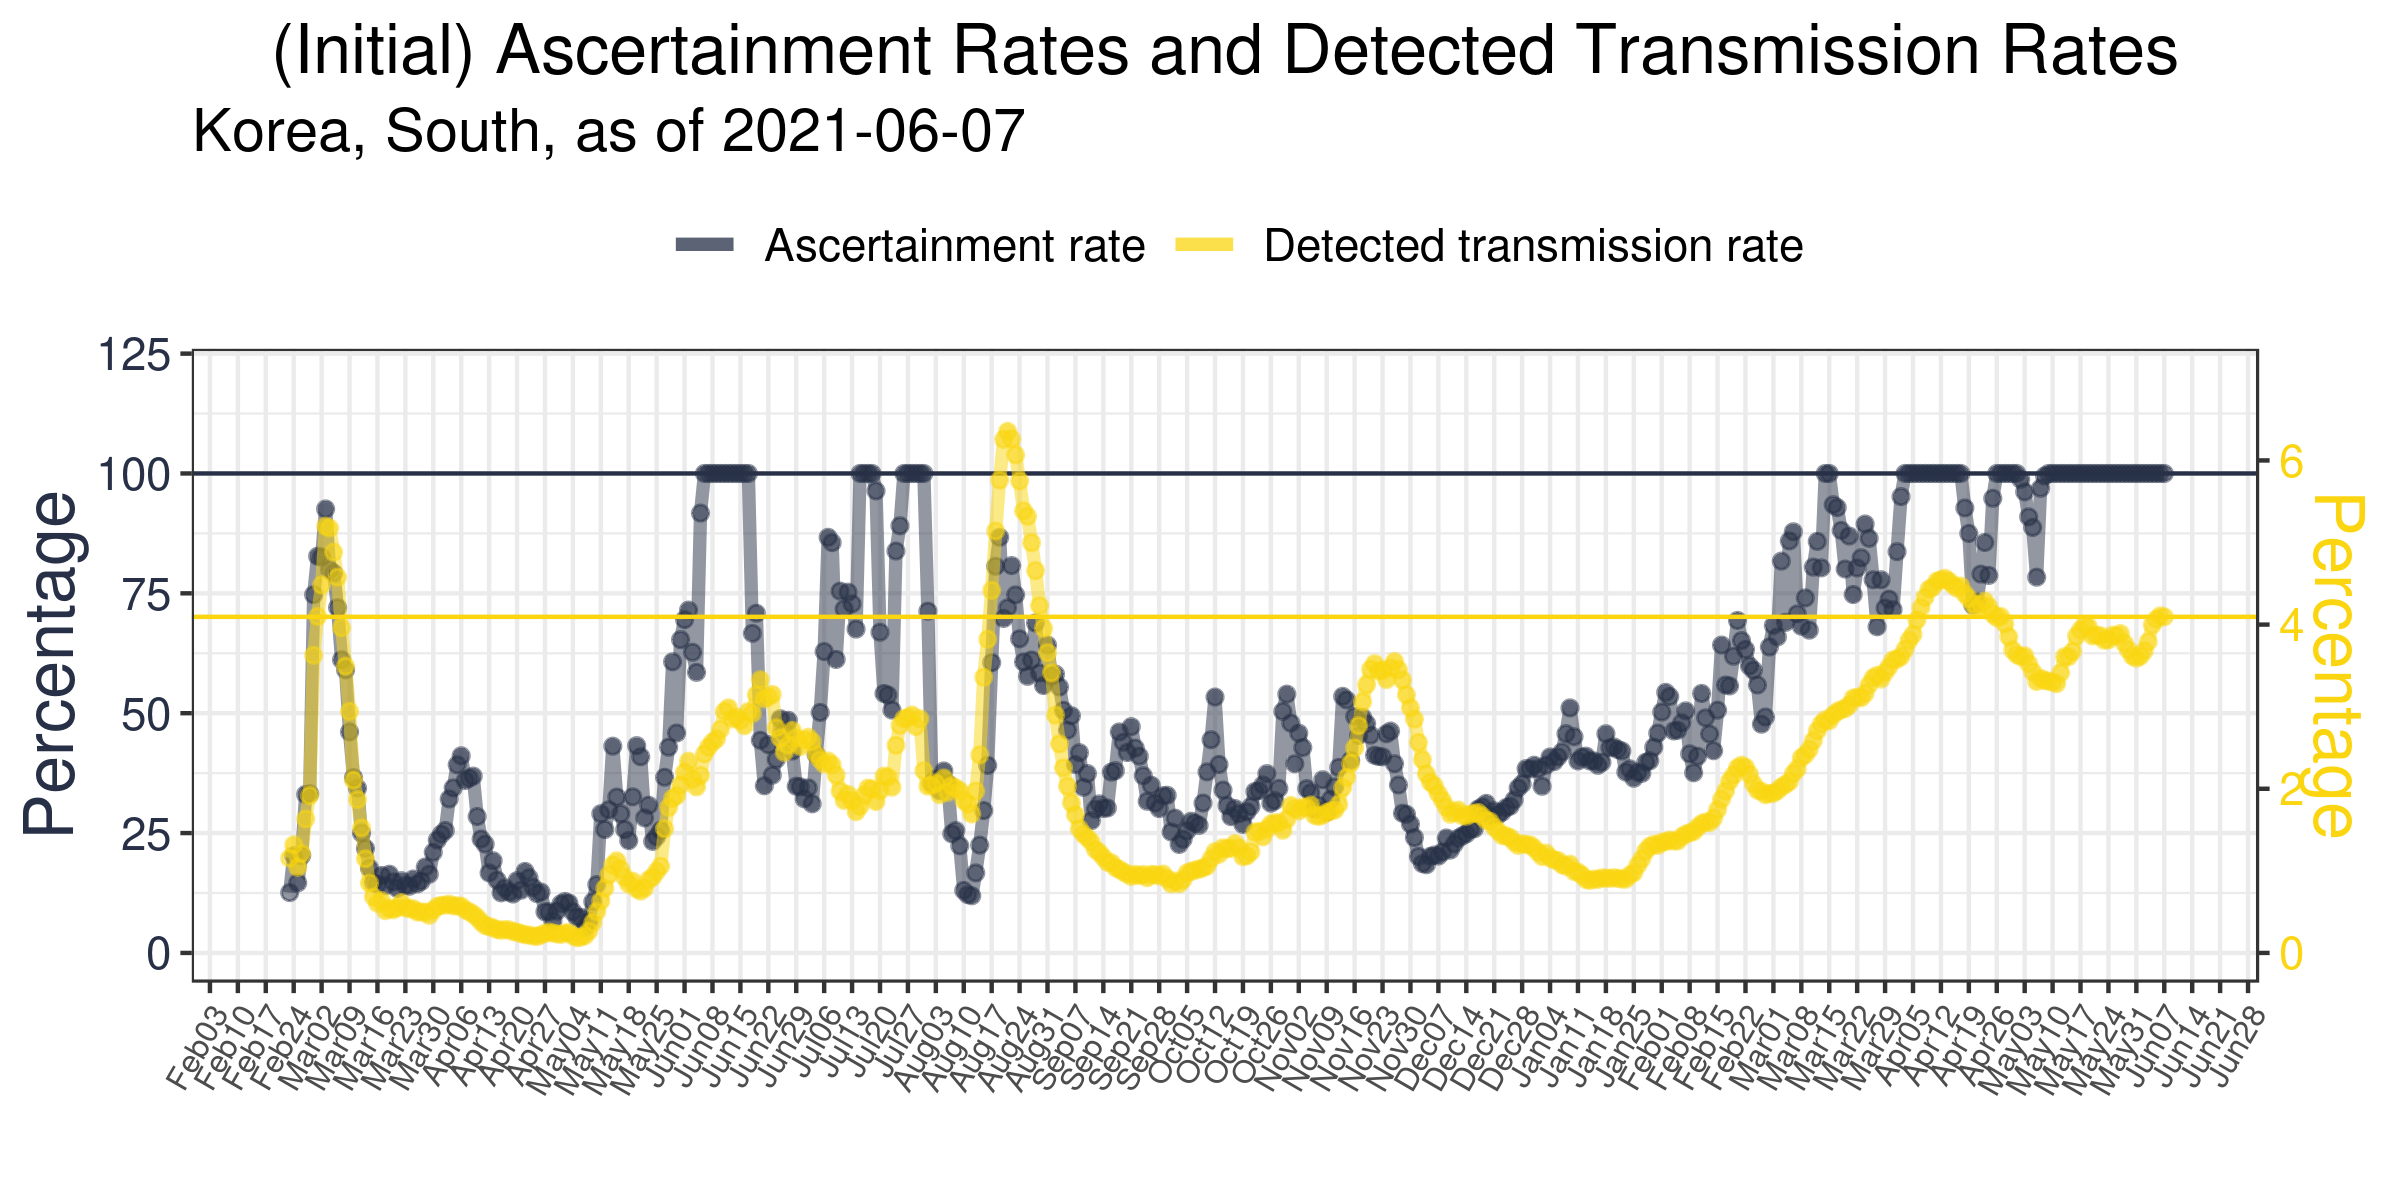 (Initial) Ascertainment Rates and Detected Transmission Rates
Korea, South, as of 2021-06-07
Ascertainment rate
Detected transmission rate
Percentage
125
100
75
50
25
0
6
4
2
0
Percentage
Feb03
Feb10
Feb17
Feb24
Mar02
Mar09
Mar16
Mar23
Mar30
Apr06
Apr13
Apr20
Apr27
May04
May11
May18
May25
Jun01
Jun08
Jun15
Jun22
Jun29
Jul06
Jul13
Jul20
Jul27
Aug03
Aug10
Aug17
Aug24
Aug31
Sep07
Sep14
Sep21
Sep28
Oct05
Oct12
Oct19
Oct26
Nov02
Nov09
Nov16
Nov23
Nov30
Dec07
Dec14
Dec21
Dec28
Jan04
Jan11
Jan18
Jan25
Feb01
Feb08
Feb15
Feb22
Mar01
Mar08
Mar15
Mar22
Mar29
Apr05
Apr12
Apr19
Apr26
May03
May10
May17
May24
May31
Jun07
Jun14
Jun21
Jun28